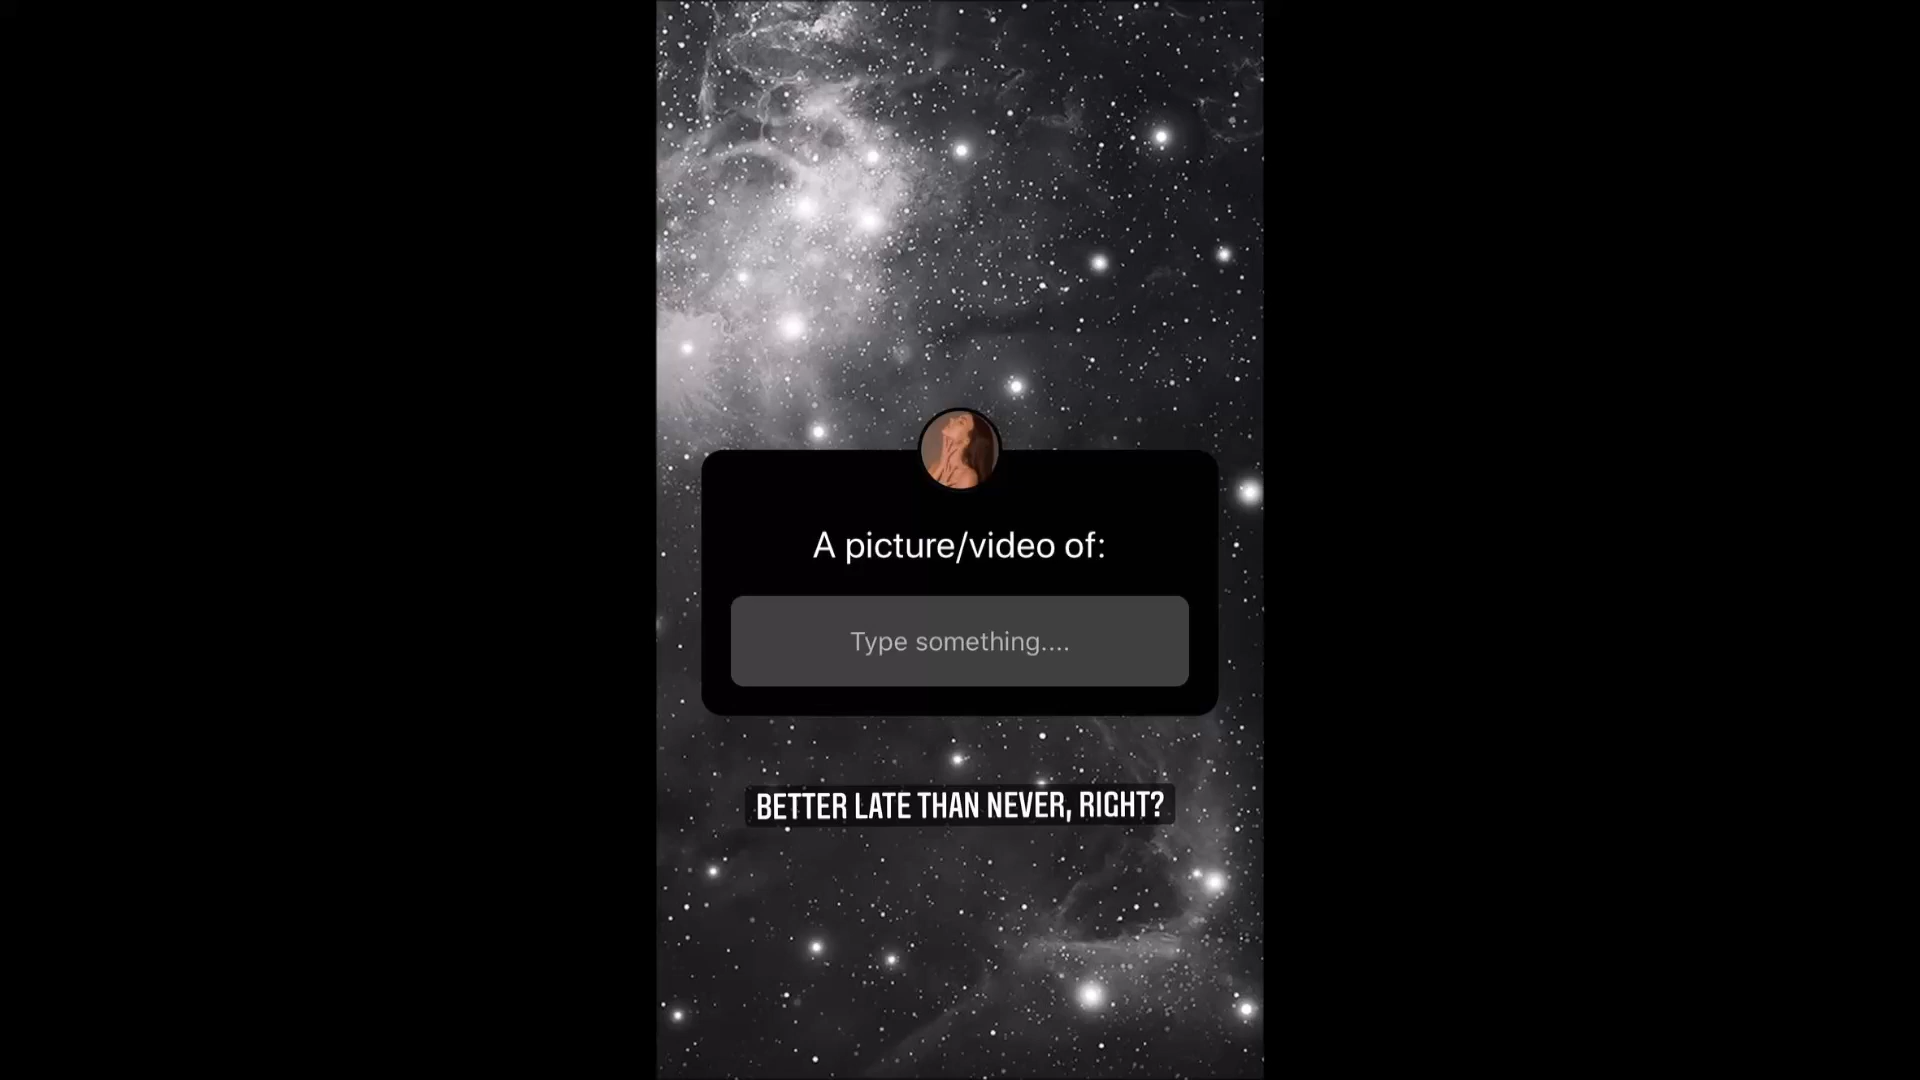 A picture/video of:
Type something....
BETTER LATE THAN NEVER, RIGHT?